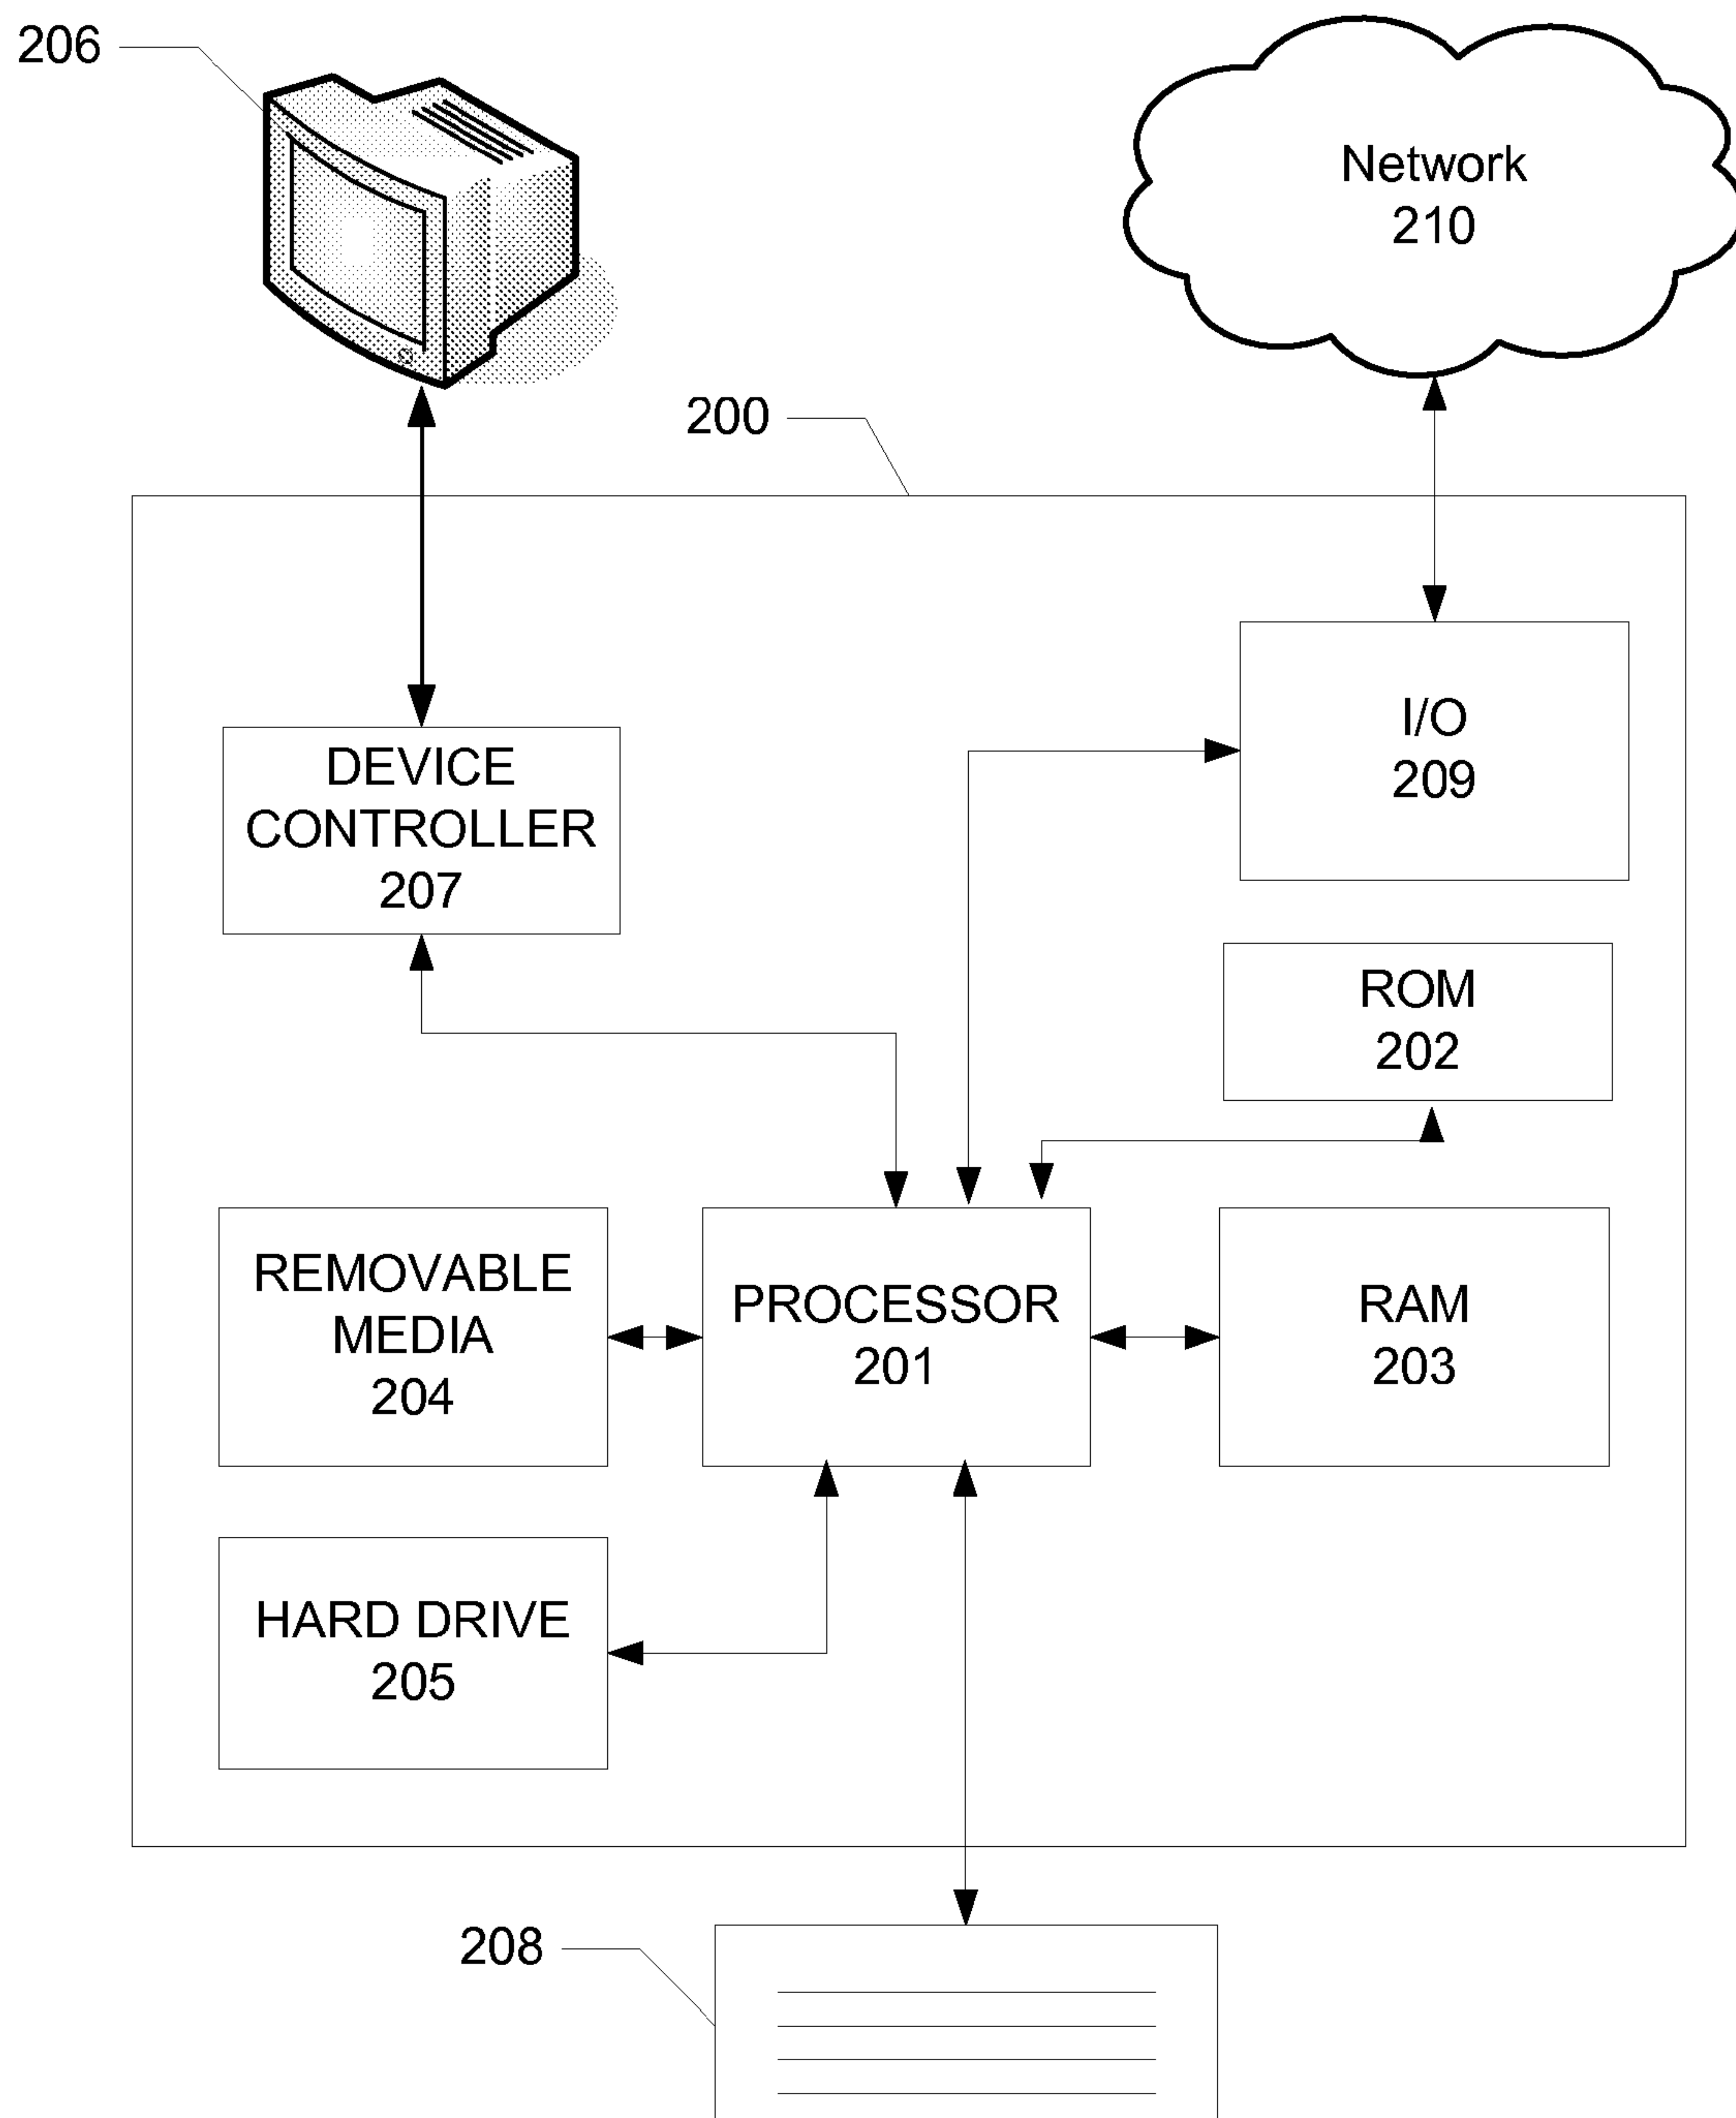 206
Network
210
200
I/O
209
DEVICE
CONTROLLER
207
ROM
202
REMOVABLE
MEDIA
204
PROCESSOR
201
RAM
203
HARD DRIVE
205
208